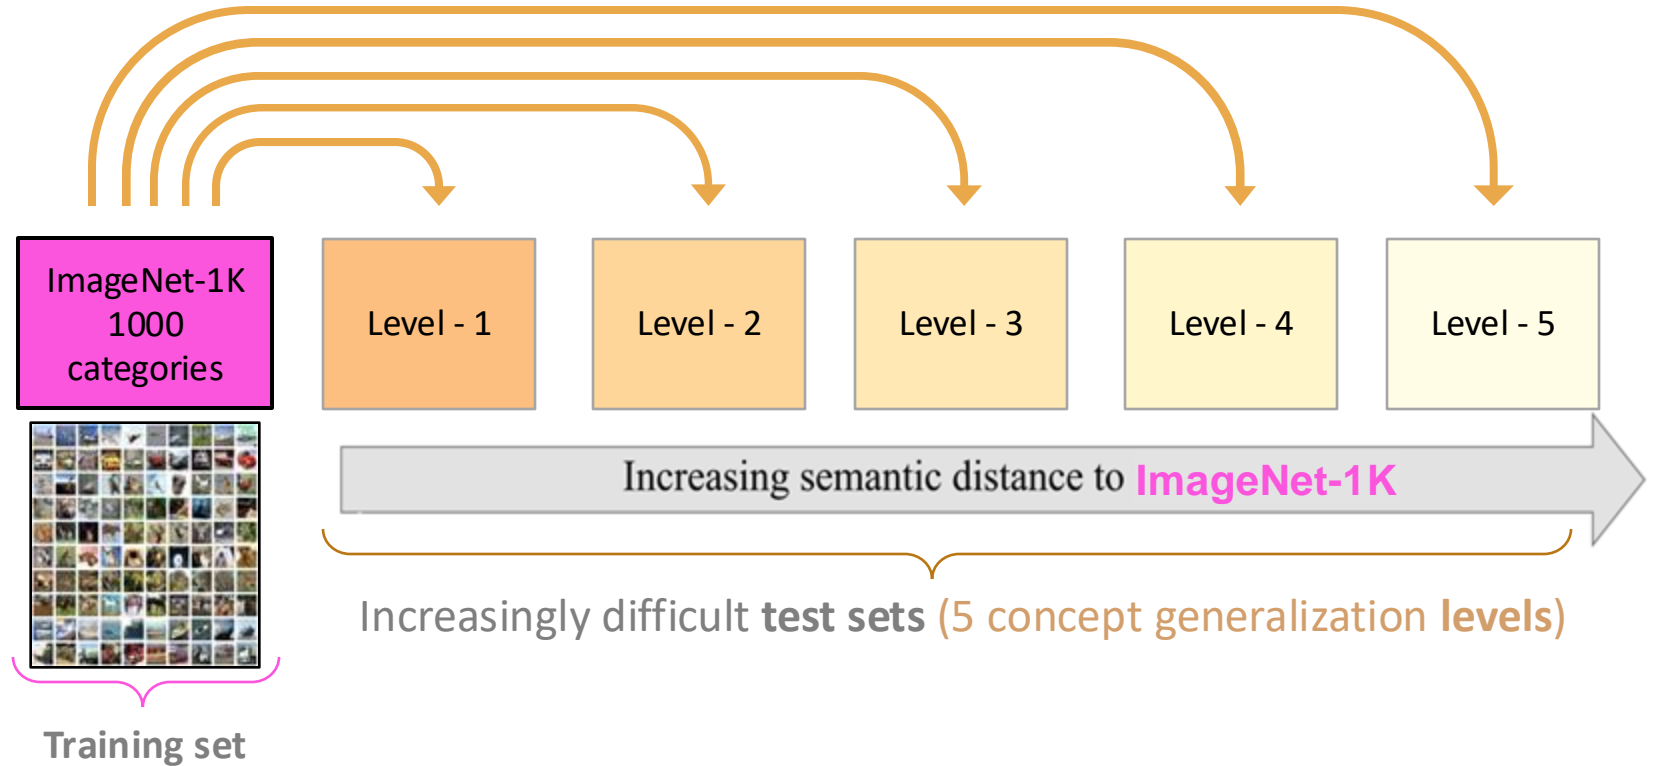 ImageNet-1K
1000
categories
Level - 1
Level - 2
Level - 3
Level - 4
Level - 5
Increasing semantic distance to ImageNet-1K
Increasingly difficult test sets (5 concept generalization levels)
Training set